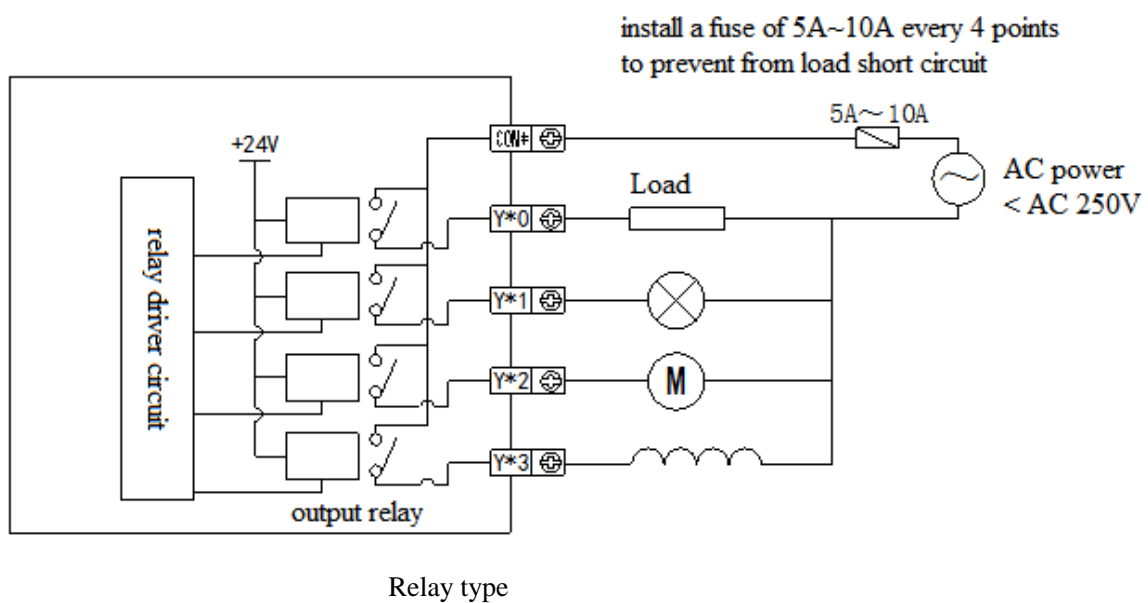 install a fuse of 5A~10A every 4 points
to prevent from load short circuit
5A～10A
COM#
+24V
AC power
< AC 250V
Load
Y*0
relay driver circuit
Y*1
Y*2
M
Y*3
output relay
Relay type